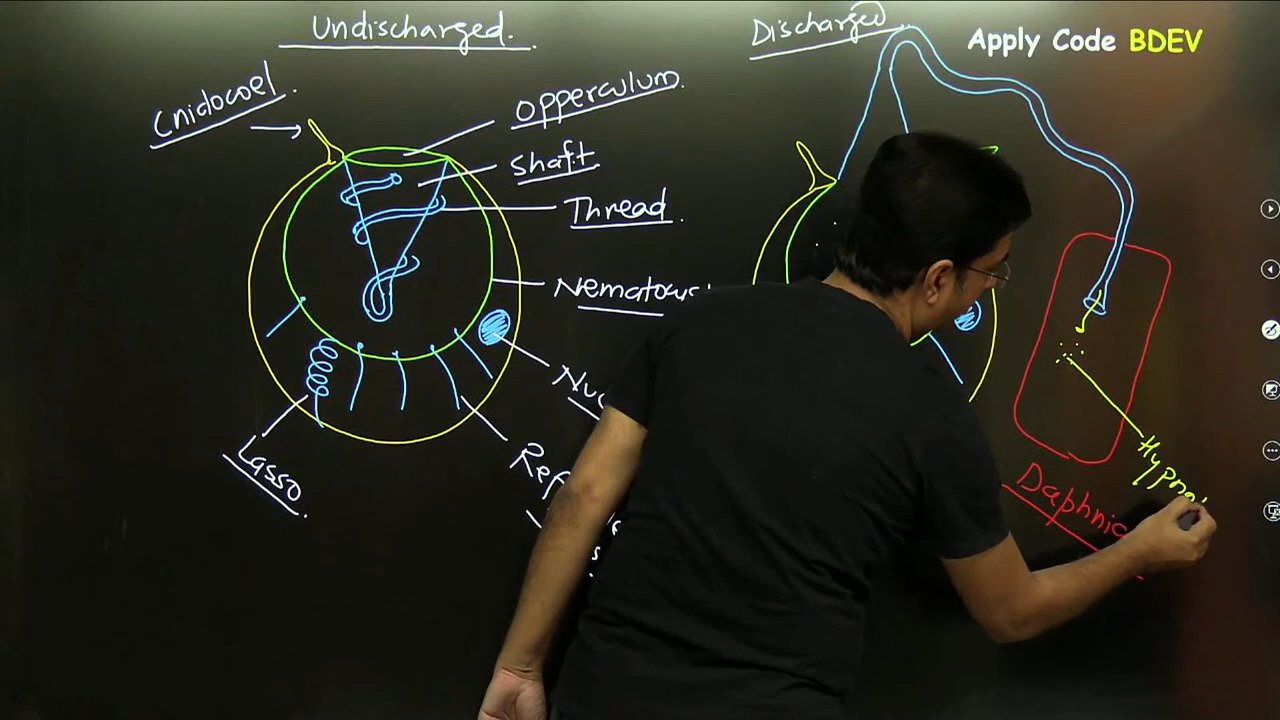 Undischarged.
Discharged
Apply Code BDEV
Cnidocoel.
Opperculum.
Shaft
Thread.
Lasso.
Daphnia